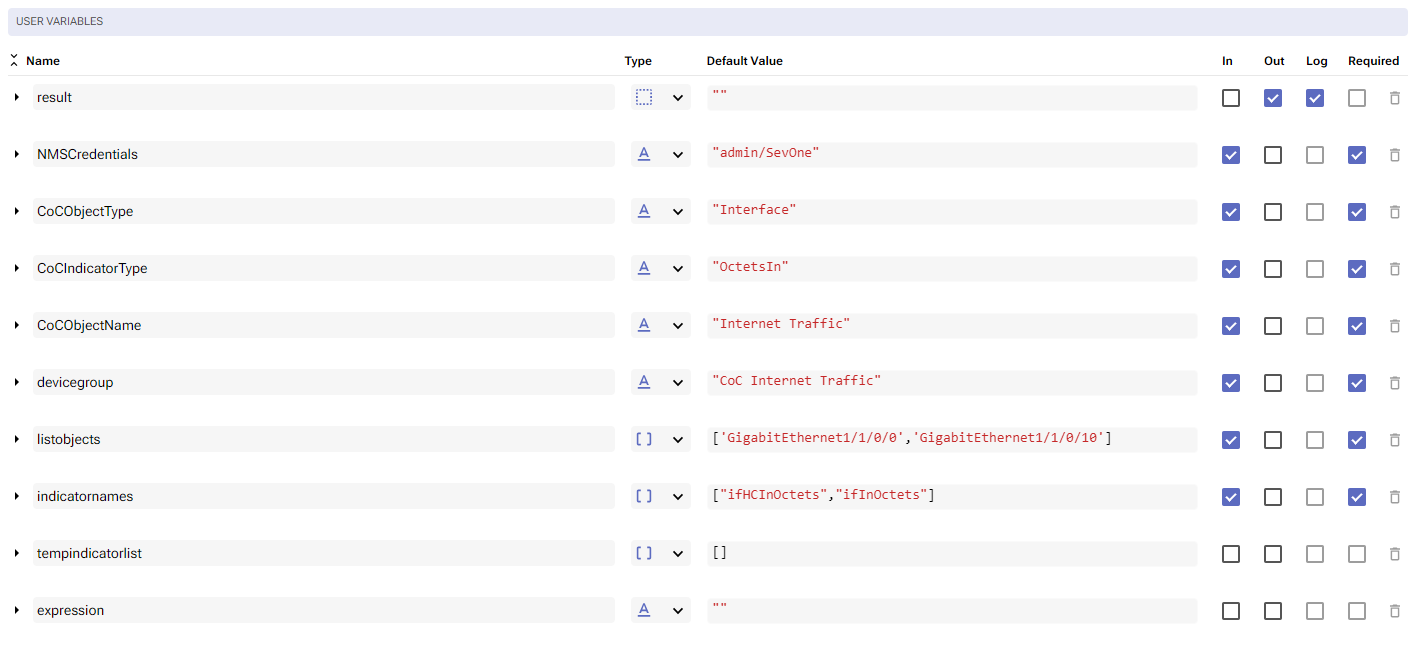 USER VARIABLES
Name Type Default Value In Out Log Required
result ""
NMSCredentials A "admin/SevOne"
CoCObjectType A "Interface"
CoCIndicatorType A "OctetsIn"
CoCObjectName A "Internet Traffic"
devicegroup A "CoC Internet Traffic"
listobjects [ ] ['GigabitEthernet1/1/0/0','GigabitEthernet1/1/0/10']
indicatornames [ ] ["ifHCInOctets","ifInOctets"]
tempindicatorlist [ ] []
expression A ""